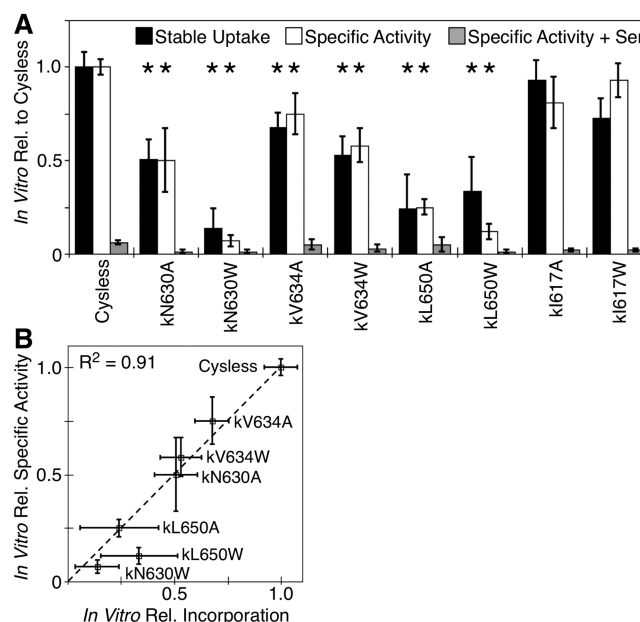 A
Stable Uptake Specific Activity Specific Activity + Ser
In Vitro Rel. to Cysless
1.0
0.5
0
* * * * * * * * * * * *
Cysless kN630A kN630W kV634A kV634W kL650A kL650W kI617A kI617W
B
R² = 0.91
In Vitro Rel. Specific Activity
1.0
0.5
0
Cysless
kV634A
kV634W
kN630A
kL650A
kL650W
kN630W
0.5 1.0
In Vitro Rel. Incorporation